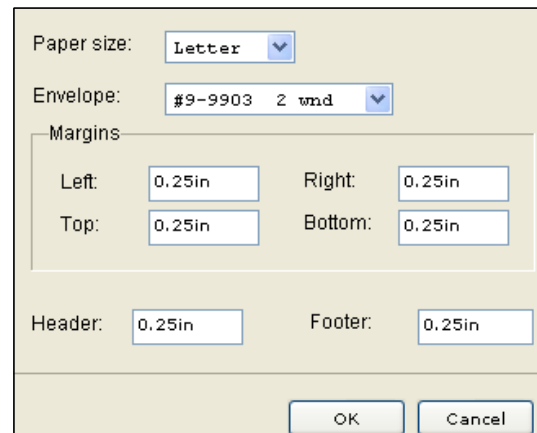 Paper size: Letter
Envelope: #9-9903 2 wnd
Margins
Left: 0.25in Right: 0.25in
Top: 0.25in Bottom: 0.25in
Header: 0.25in Footer: 0.25in
OK Cancel